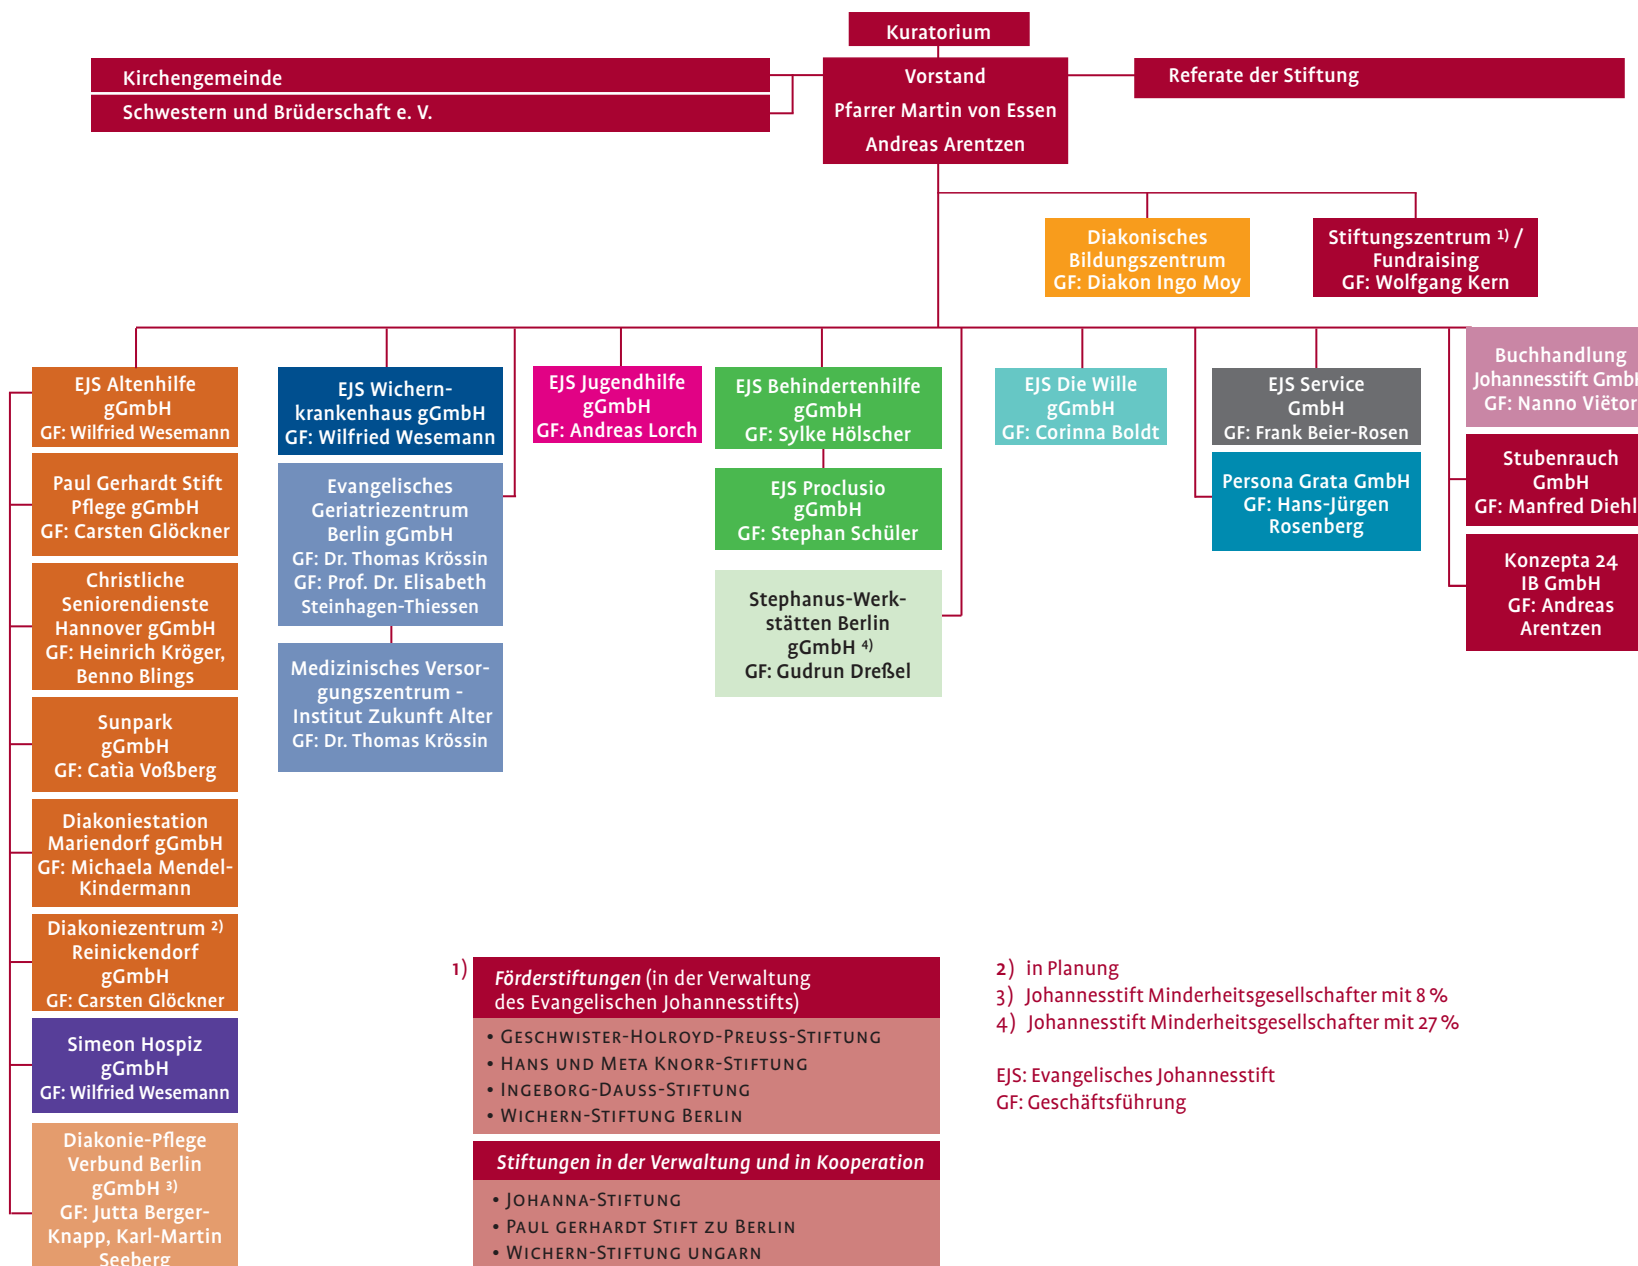 Kuratorium
Kirchengemeinde
Schwestern und Brüderschaft e. V.
Vorstand
Pfarrer Martin von Essen
Andreas Arentzen
Referate der Stiftung
Diakonisches
Bildungszentrum
GF: Diakon Ingo Moy
Stiftungszentrum ¹⁾ /
Fundraising
GF: Wolfgang Kern
EJS Altenhilfe
gGmbH
GF: Wilfried Wesemann
Paul Gerhardt Stift
Pflege gGmbH
GF: Carsten Glöckner
Christliche
Seniorendienste
Hannover gGmbH
GF: Heinrich Kröger,
Benno Blings
Sunpark
gGmbH
GF: Catìa Voßberg
Diakoniestation
Mariendorf gGmbH
GF: Michaela Mendel-
Kindermann
Diakoniezentrum ²⁾
Reinickendorf
gGmbH
GF: Carsten Glöckner
Simeon Hospiz
gGmbH
GF: Wilfried Wesemann
Diakonie-Pflege
Verbund Berlin
gGmbH ³⁾
GF: Jutta Berger-
Knapp, Karl-Martin
Seeberg
EJS Wichern-
krankenhaus gGmbH
GF: Wilfried Wesemann
Evangelisches
Geriatriezentrum
Berlin gGmbH
GF: Dr. Thomas Krössin
GF: Prof. Dr. Elisabeth
Steinhagen-Thiessen
Medizinisches Versor-
gungszentrum -
Institut Zukunft Alter
GF: Dr. Thomas Krössin
EJS Jugendhilfe
gGmbH
GF: Andreas Lorch
EJS Behindertenhilfe
gGmbH
GF: Sylke Hölscher
EJS Proclusio
gGmbH
GF: Stephan Schüler
Stephanus-Werk-
stätten Berlin
gGmbH ⁴⁾
GF: Gudrun Dreßel
EJS Die Wille
gGmbH
GF: Corinna Boldt
EJS Service
GmbH
GF: Frank Beier-Rosen
Persona Grata GmbH
GF: Hans-Jürgen
Rosenberg
Buchhandlung
Johannesstift GmbH
GF: Nanno Viëtor
Stubenrauch
GmbH
GF: Manfred Diehl
Konzepta 24
IB GmbH
GF: Andreas
Arentzen
1)
Förderstiftungen (in der Verwaltung
des Evangelischen Johannesstifts)
• Geschwister-Holroyd-Preuss-Stiftung
• Hans und Meta Knorr-Stiftung
• Ingeborg-Dauss-Stiftung
• Wichern-Stiftung Berlin
Stiftungen in der Verwaltung und in Kooperation
• Johanna-Stiftung
• Paul gerhardt Stift zu Berlin
• Wichern-Stiftung ungarn
2) in Planung
3) Johannesstift Minderheitsgesellschafter mit 8 %
4) Johannesstift Minderheitsgesellschafter mit 27 %
EJS: Evangelisches Johannesstift
GF: Geschäftsführung